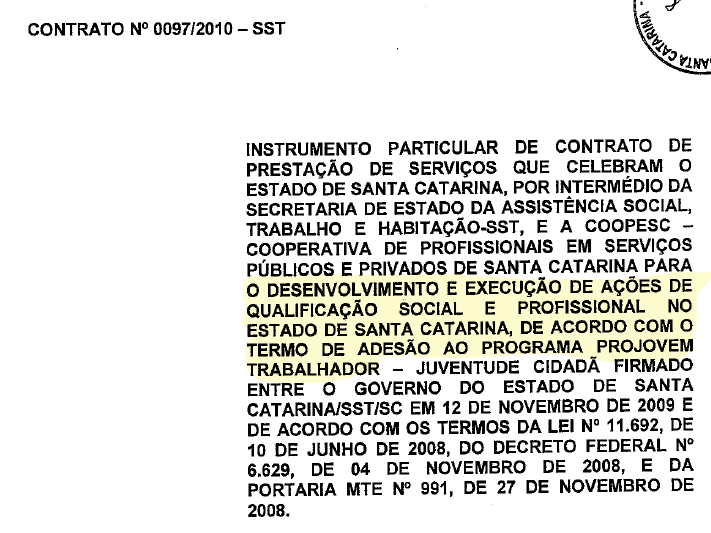 ANTA CATARINA -
CONTRATO Nº 0097/2010 – SST
INSTRUMENTO PARTICULAR DE CONTRATO DE
PRESTAÇÃO DE SERVIÇOS QUE CELEBRAM O
ESTADO DE SANTA CATARINA, POR INTERMÉDIO DA
SECRETARIA DE ESTADO DA ASSISTÊNCIA SOCIAL,
TRABALHO E HABITAÇÃO-SST, E A COOPESC –
COOPERATIVA DE PROFISSIONAIS EM SERVIÇOS
PÚBLICOS E PRIVADOS DE SANTA CATARINA PARA
O DESENVOLVIMENTO E EXECUÇÃO DE AÇÕES DE
QUALIFICAÇÃO SOCIAL E PROFISSIONAL NO
ESTADO DE SANTA CATARINA, DE ACORDO COM O
TERMO DE ADESÃO AO PROGRAMA PROJOVEM
TRABALHADOR – JUVENTUDE CIDADÃ FIRMADO
ENTRE O GOVERNO DO ESTADO DE SANTA
CATARINA/SST/SC EM 12 DE NOVEMBRO DE 2009 E
DE ACORDO COM OS TERMOS DA LEI Nº 11.692, DE
10 DE JUNHO DE 2008, DO DECRETO FEDERAL Nº
6.629, DE 04 DE NOVEMBRO DE 2008, E DA
PORTARIA MTE Nº 991, DE 27 DE NOVEMBRO DE
2008.